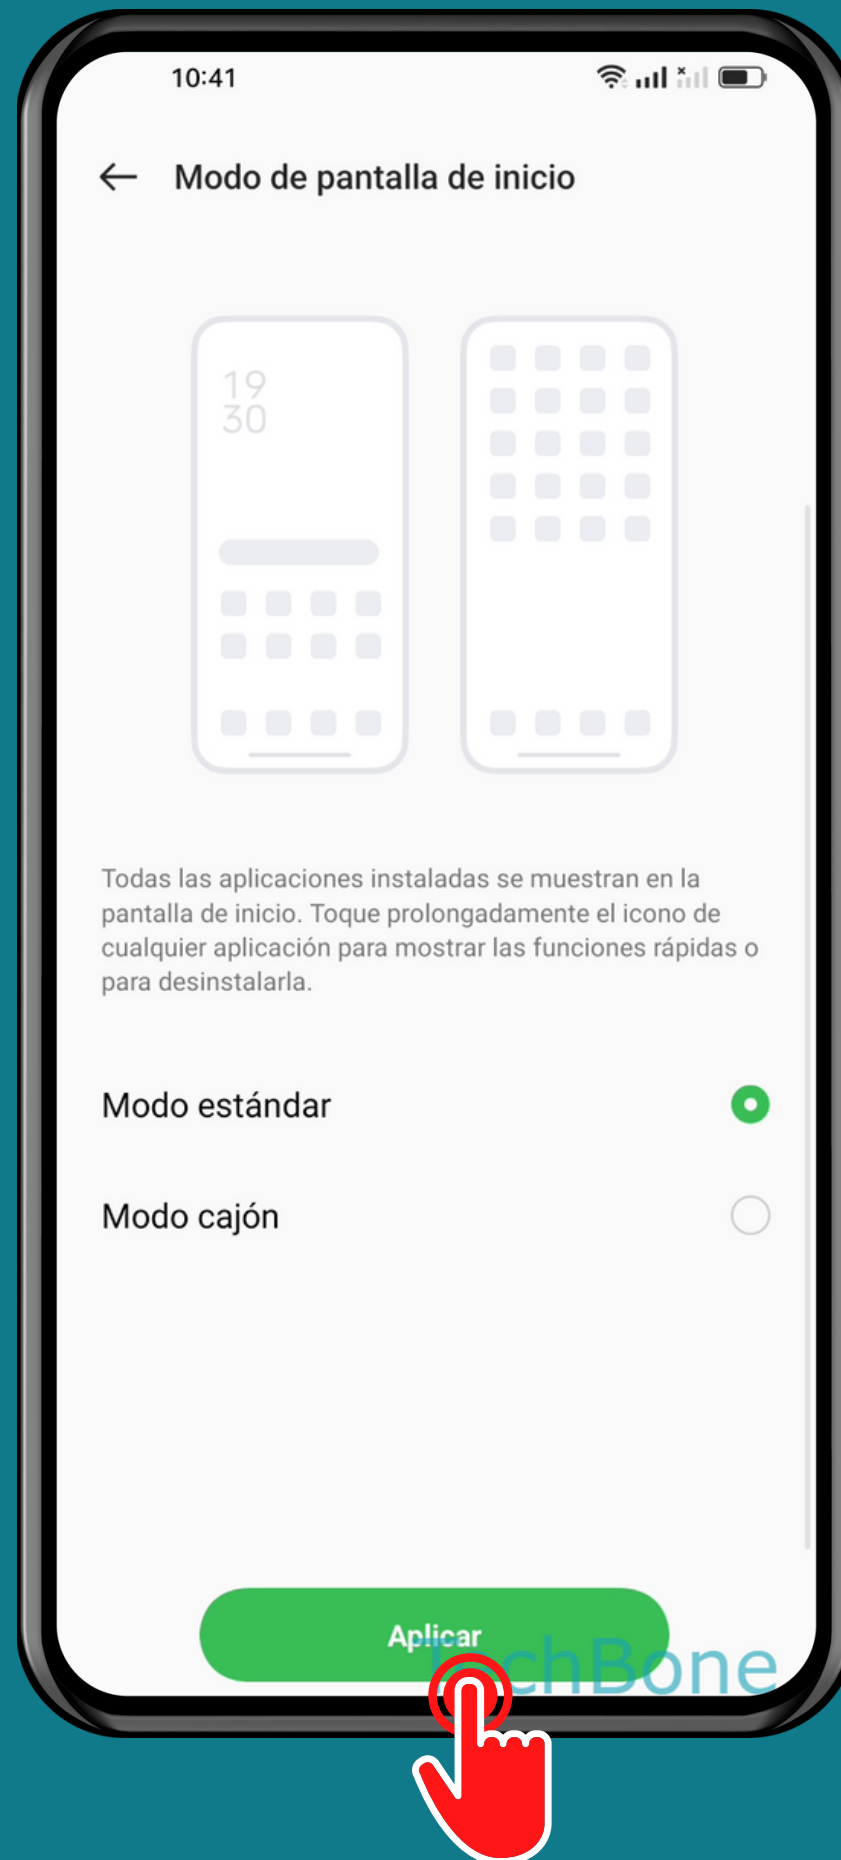 10:41
Modo de pantalla de inicio
19
30
Todas las aplicaciones instaladas se muestran en la
pantalla de inicio. Toque prolongadamente el icono de
cualquier aplicación para mostrar las funciones rápidas o
para desinstalarla.
Modo estándar
Modo cajón
Aplicar
TechBone